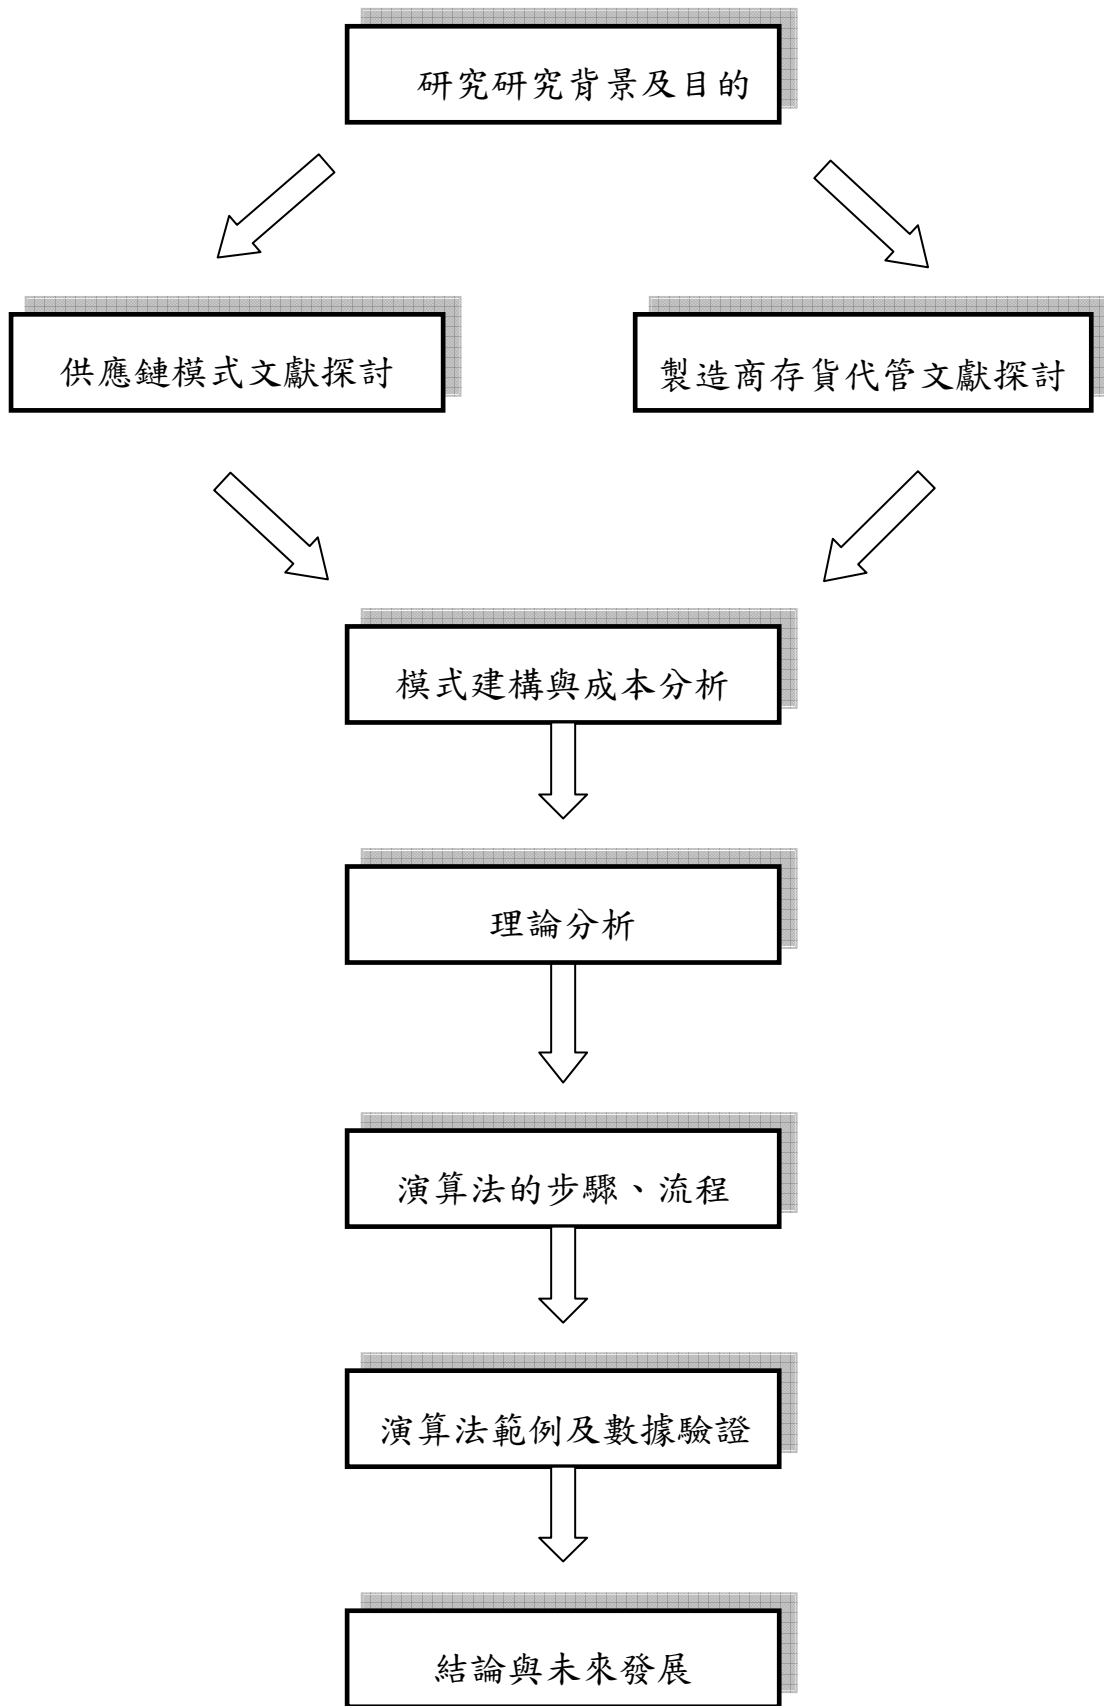 研究研究背景及目的
供應鏈模式文獻探討
製造商存貨代管文獻探討
模式建構與成本分析
理論分析
演算法的步驟、流程
演算法範例及數據驗證
結論與未來發展